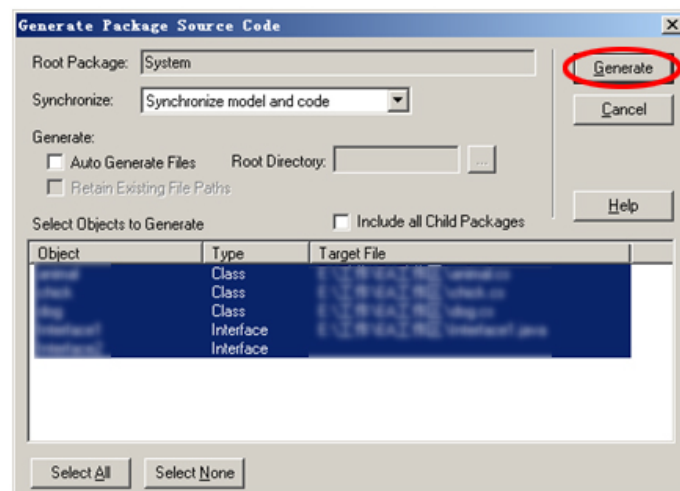 Generate Package Source Code
Root Package: System
Generate
Synchronize: Synchronize model and code
Cancel
Generate:
Auto Generate Files Root Directory: ...
Retain Existing File Paths
Help
Select Objects to Generate Include all Child Packages
Object Type Target File
Class
Class
Class
Interface
Interface
Select All Select None